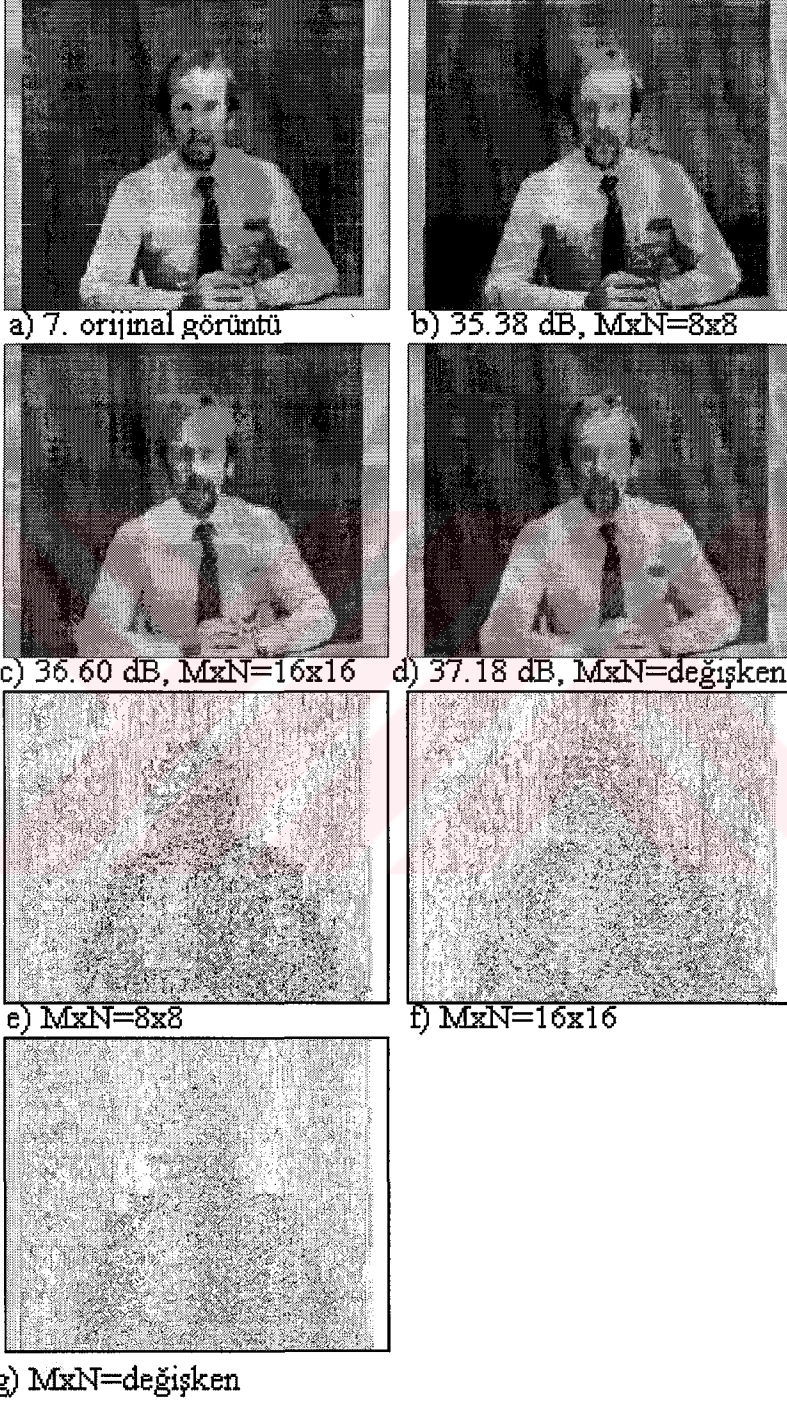 a) 7. orijinal görüntü
b) 35.38 dB, MxN=8x8
c) 36.60 dB, MxN=16x16
d) 37.18 dB, MxN=değişken
e) MxN=8x8
f) MxN=16x16
g) MxN=değişken